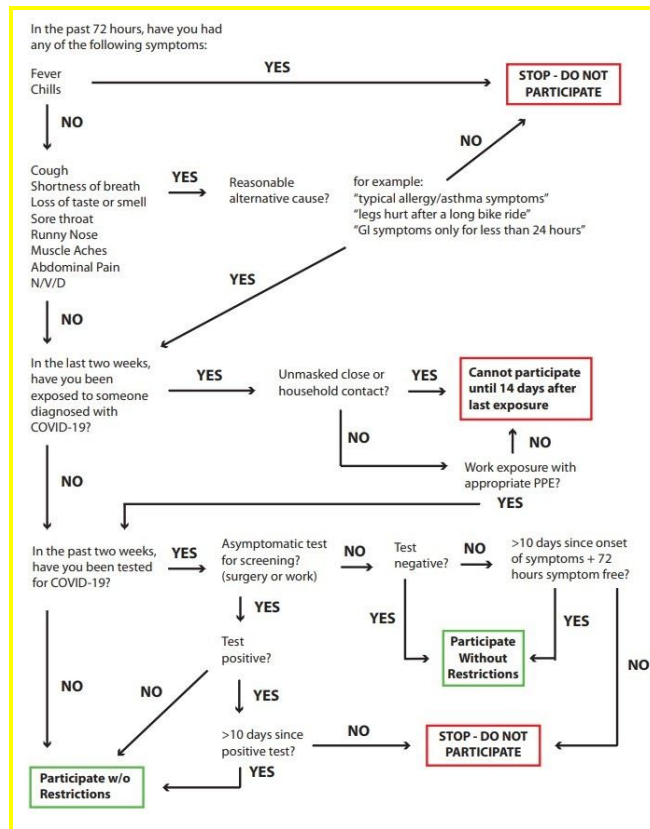 In the past 72 hours, have you had
any of the following symptoms:
Fever
Chills
YES
STOP - DO NOT
PARTICIPATE
NO
NO
Cough
Shortness of breath
Loss of taste or smell
Sore throat
Runny Nose
Muscle Aches
Abdominal Pain
N/V/D
YES
Reasonable
alternative cause?
for example:
"typical allergy/asthma symptoms"
"legs hurt after a long bike ride"
"GI symptoms only for less than 24 hours"
YES
NO
In the last two weeks,
have you been
exposed to someone
diagnosed with
COVID-19?
YES
Unmasked close or
household contact?
YES
Cannot participate
until 14 days after
last exposure
NO
NO
Work exposure with
appropriate PPE?
NO
YES
In the past two weeks,
have you been tested
for COVID-19?
YES
Asymptomatic test
for screening?
(surgery or work)
NO
Test
negative?
NO
>10 days since onset
of symptoms + 72
hours symptom free?
YES
YES
YES
Participate
Without
Restrictions
NO
Test
positive?
NO
NO
YES
>10 days since
positive test?
NO
STOP - DO NOT
PARTICIPATE
YES
Participate w/o
Restrictions